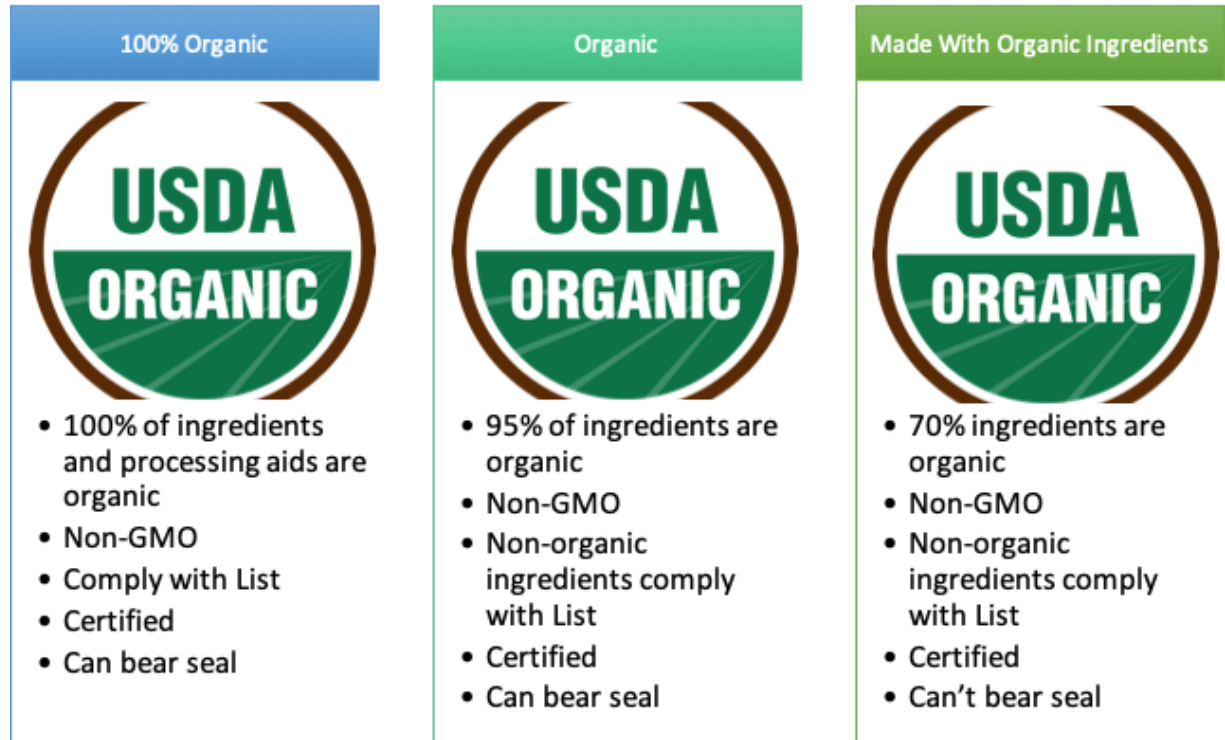 100% Organic
USDA
ORGANIC
• 100% of ingredients
and processing aids are
organic
• Non-GMO
• Comply with List
• Certified
• Can bear seal
Organic
USDA
ORGANIC
• 95% of ingredients are
organic
• Non-GMO
• Non-organic
ingredients comply
with List
• Certified
• Can bear seal
Made With Organic Ingredients
USDA
ORGANIC
• 70% ingredients are
organic
• Non-GMO
• Non-organic
ingredients comply
with List
• Certified
• Can’t bear seal